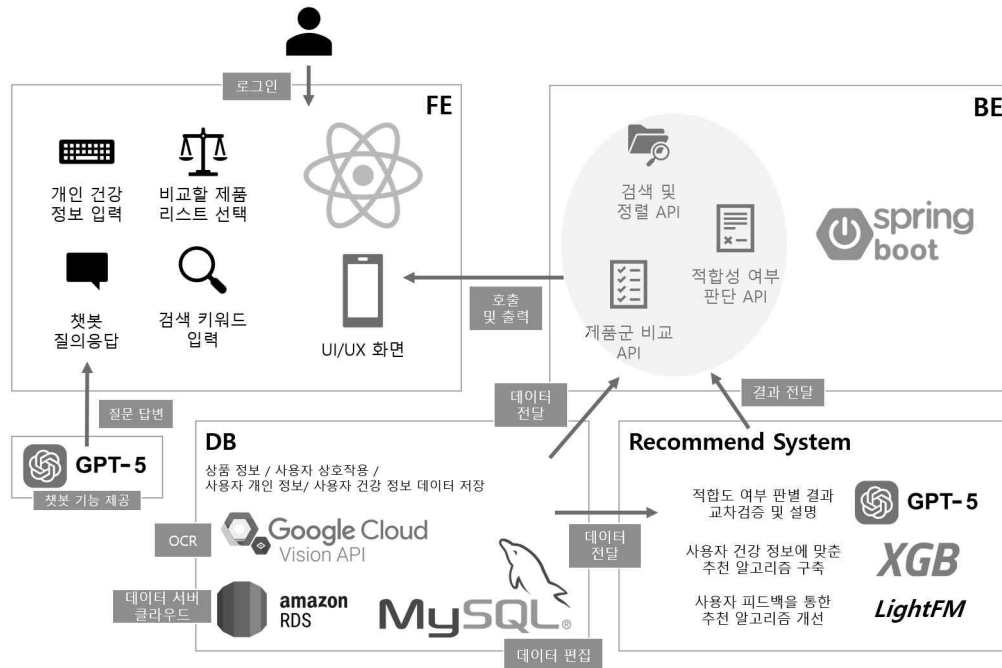 로그인
FE
개인 건강
정보 입력
비교할 제품
리스트 선택
챗봇
질의응답
검색 키워드
입력
UI/UX 화면
호출
및 출력
BE
검색 및
정렬 API
적합성 여부
판단 API
제품군 비교
API
spring
boot
질문 답변
GPT-5
챗봇 기능 제공
데이터
전달
결과 전달
DB
상품 정보 / 사용자 상호작용 /
사용자 개인 정보/ 사용자 건강 정보 데이터 저장
OCR
Google Cloud
Vision API
데이터 서버
클라우드
amazon
RDS
MySQL®
데이터 편집
데이터
전달
Recommend System
적합도 여부 판별 결과
교차검증 및 설명
GPT-5
사용자 건강 정보에 맞춘
추천 알고리즘 구축
XGB
사용자 피드백을 통한
추천 알고리즘 개선
LightFM